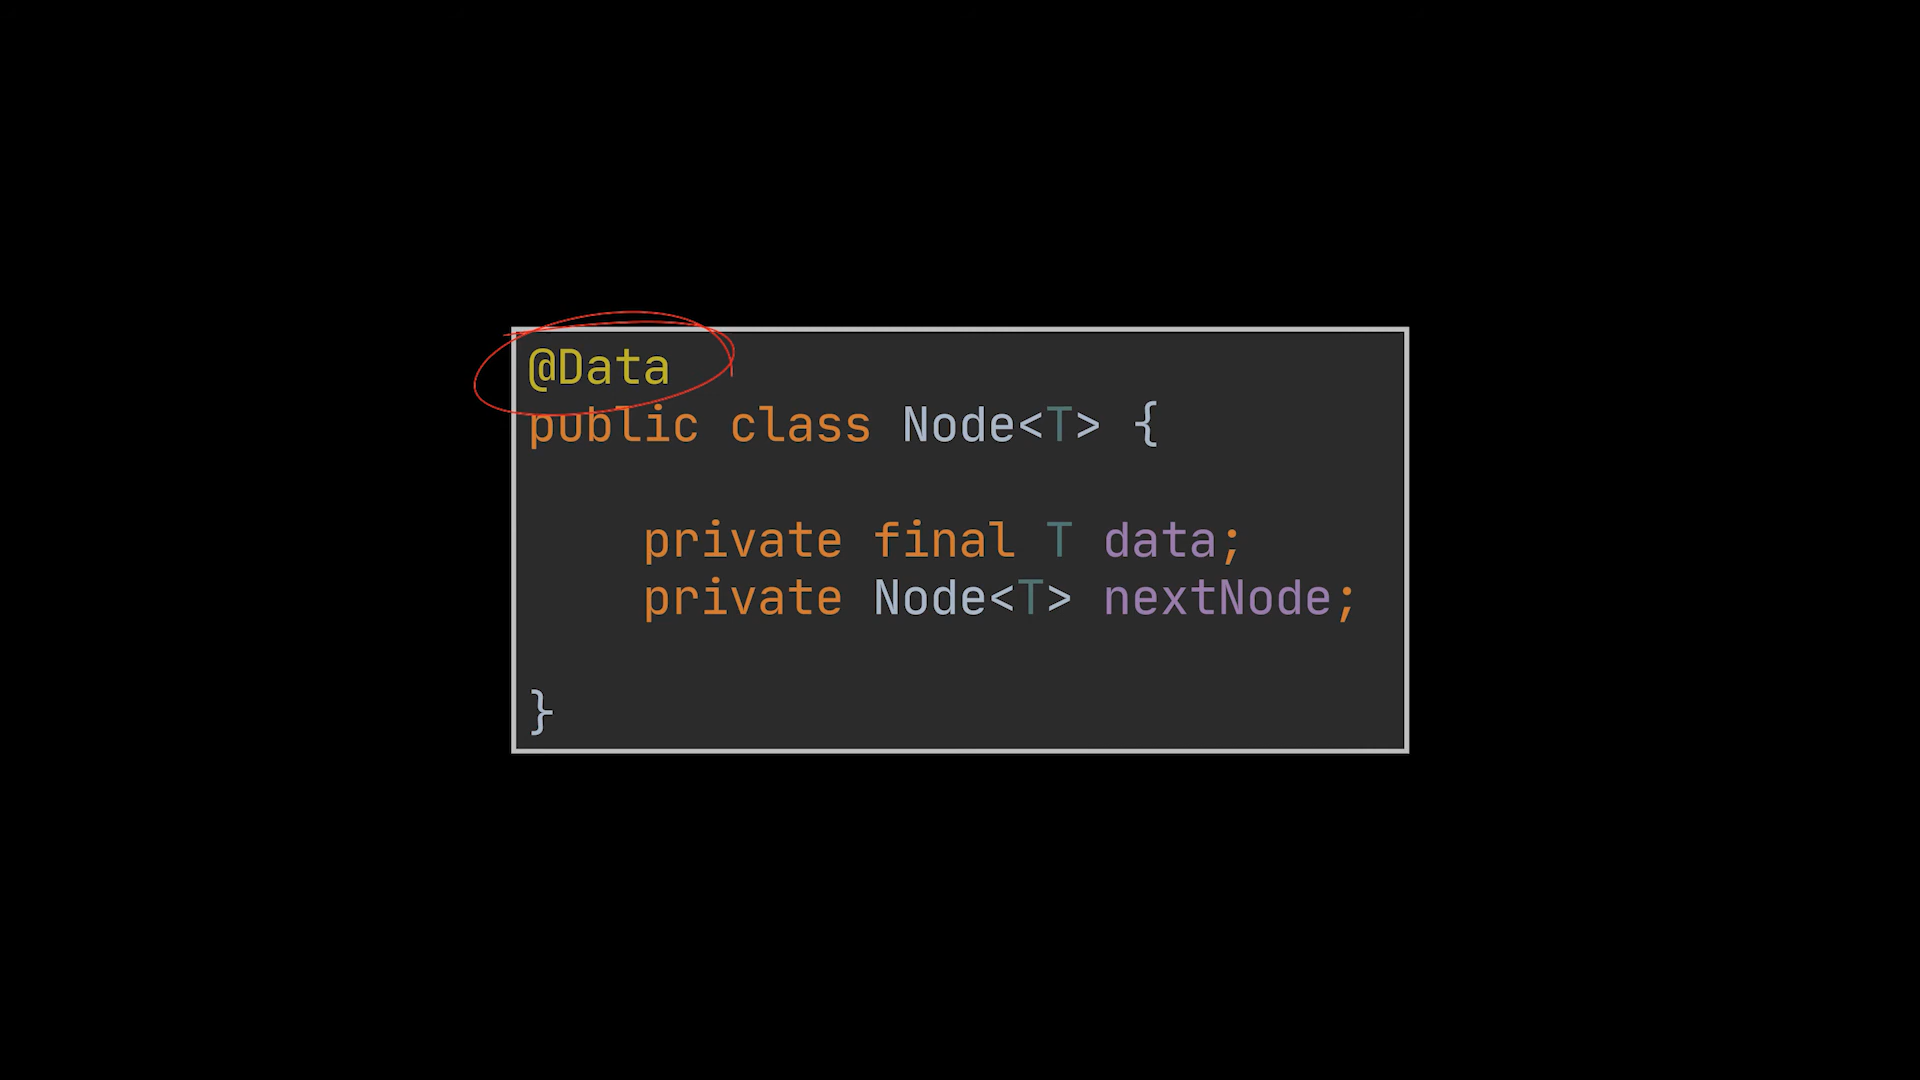 @Data
public class Node<T> {
private final T data;
private Node<T> nextNode;
}